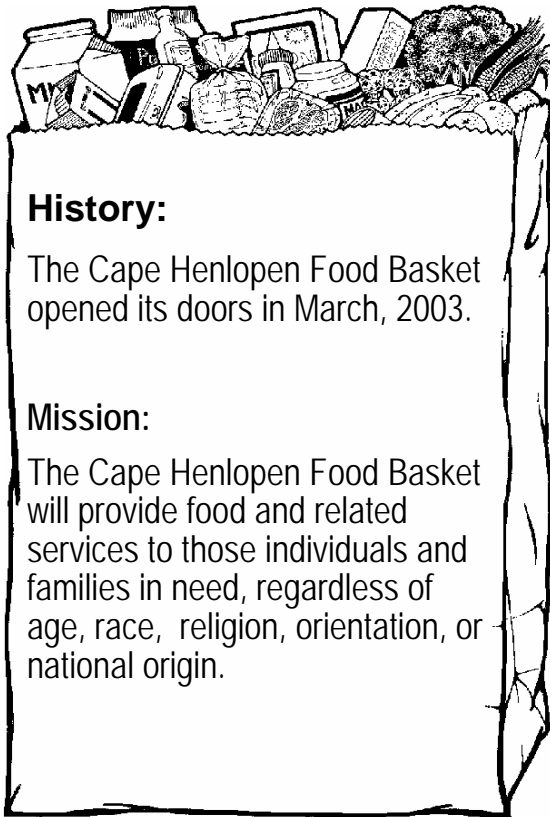 MI
History:
The Cape Henlopen Food Basket
opened its doors in March, 2003.
Mission:
The Cape Henlopen Food Basket
will provide food and related
services to those individuals and
families in need, regardless of
age, race, religion, orientation, or
national origin.